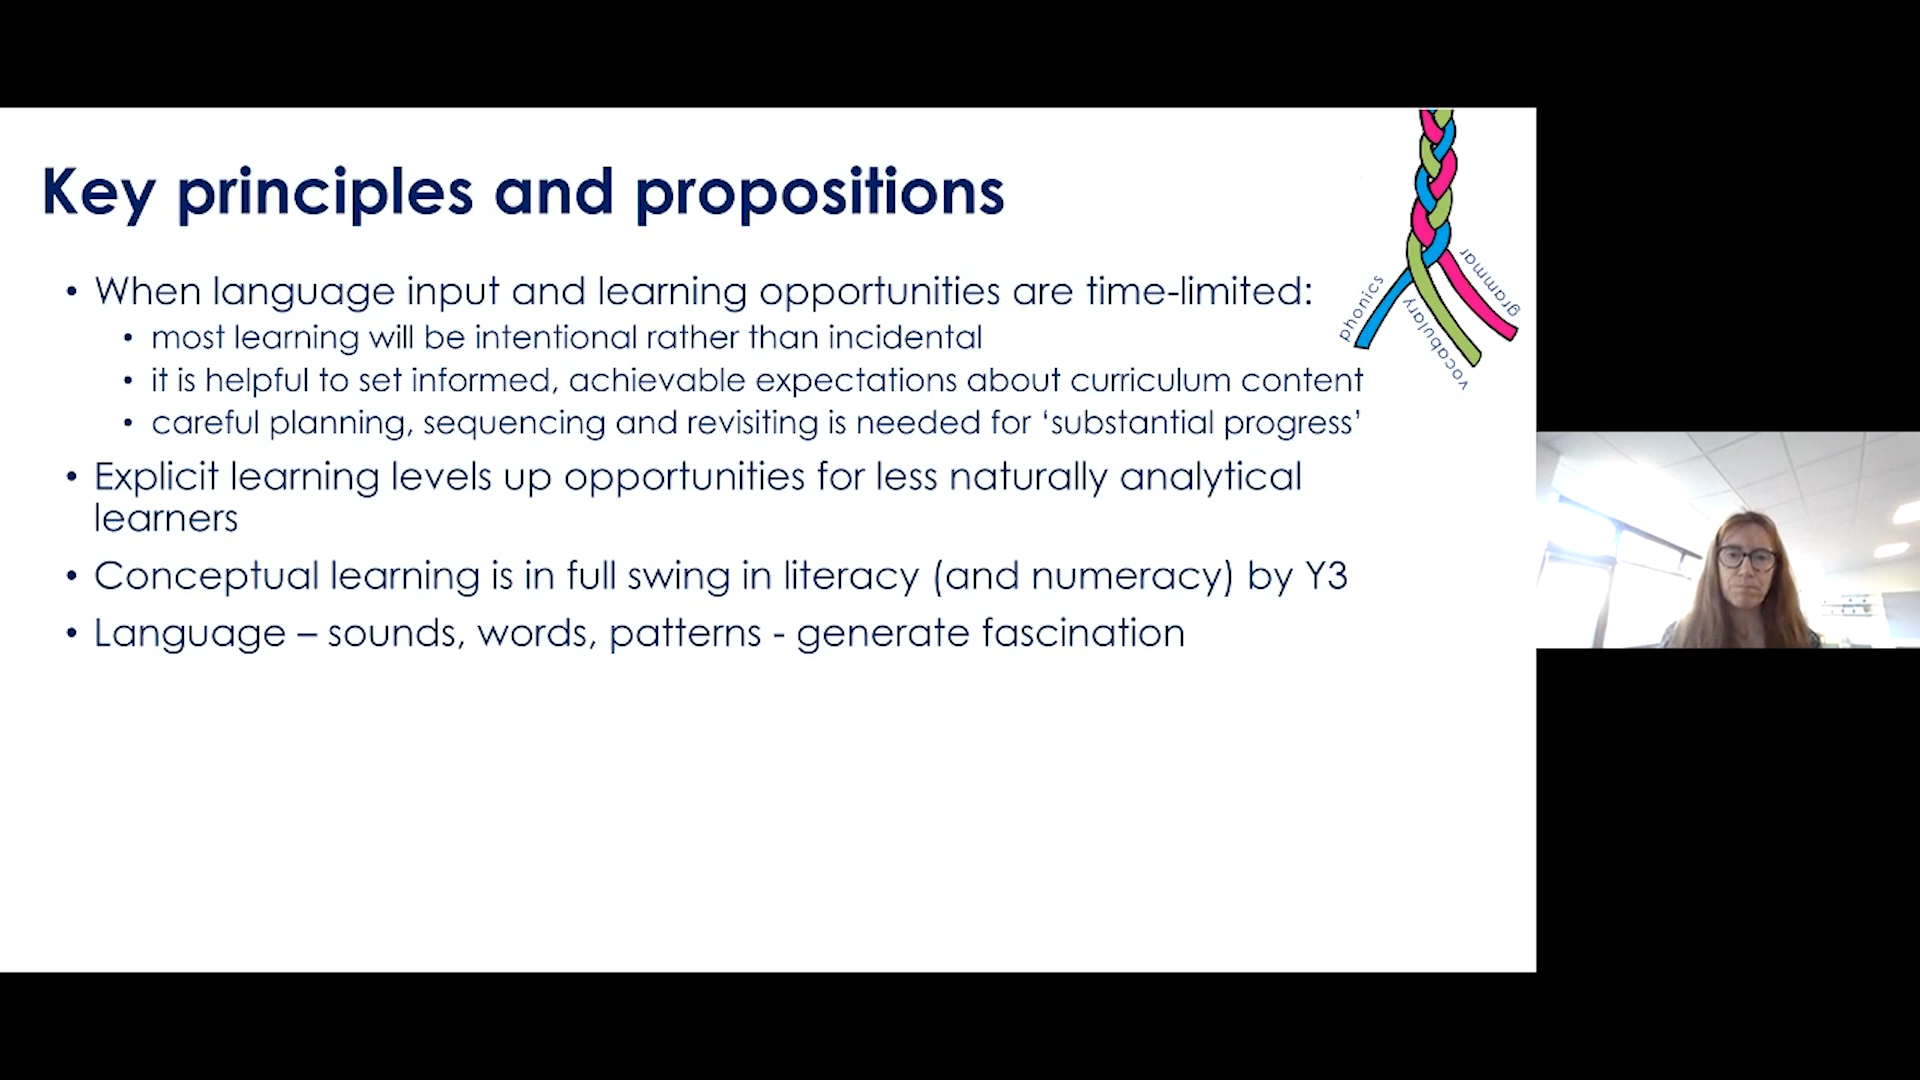 Key principles and propositions
• When language input and learning opportunities are time-limited:
• most learning will be intentional rather than incidental
• it is helpful to set informed, achievable expectations about curriculum content
• careful planning, sequencing and revisiting is needed for ‘substantial progress’
• Explicit learning levels up opportunities for less naturally analytical
learners
• Conceptual learning is in full swing in literacy (and numeracy) by Y3
• Language – sounds, words, patterns - generate fascination
phonics
vocabulary
grammar